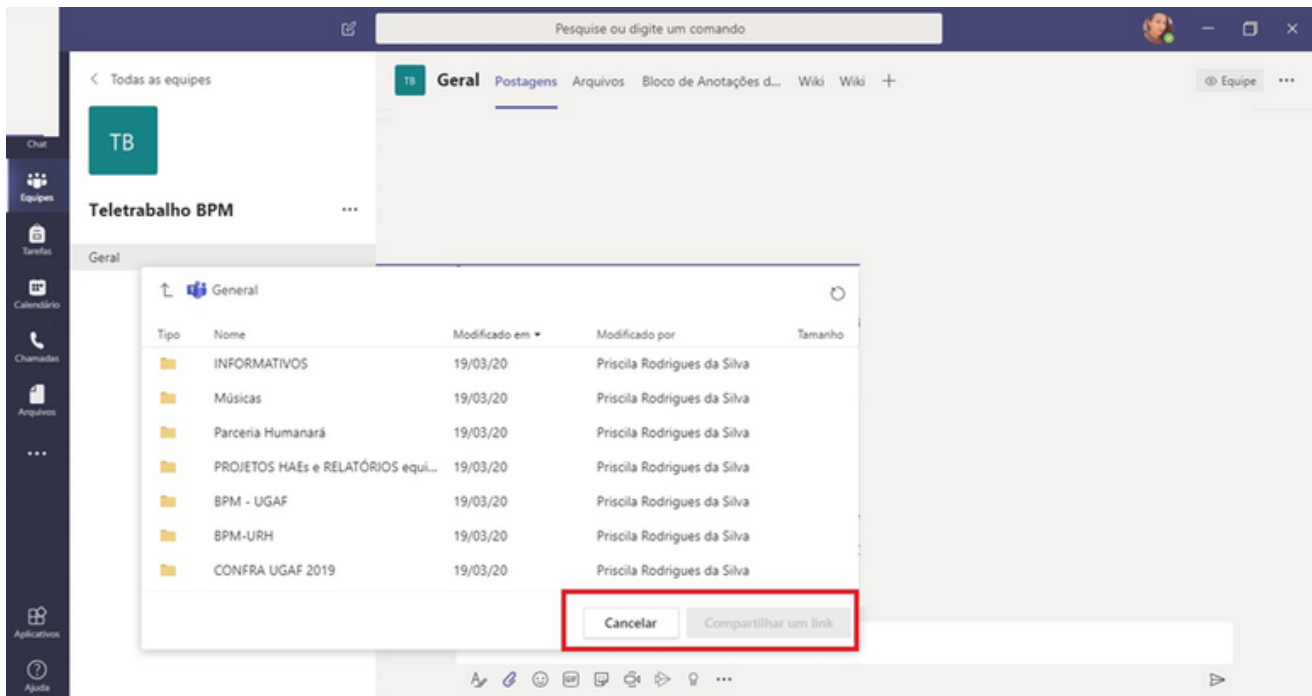 Pesquise ou digite um comando
Chat
Equipes
Tarefas
Calendário
Chamadas
Arquivos
Aplicativos
Ajuda
Todas as equipes
TB
Teletrabalho BPM
Geral
TB Geral Postagens Arquivos Bloco de Anotações d... Wiki Wiki
Equipe
General
Tipo Nome Modificado em Modificado por Tamanho
INFORMATIVOS 19/03/20 Priscila Rodrigues da Silva
Músicas 19/03/20 Priscila Rodrigues da Silva
Parceria Humanará 19/03/20 Priscila Rodrigues da Silva
PROJETOS HAEs e RELATÓRIOS equi... 19/03/20 Priscila Rodrigues da Silva
BPM - UGAF 19/03/20 Priscila Rodrigues da Silva
BPM-URH 19/03/20 Priscila Rodrigues da Silva
CONFRA UGAF 2019 19/03/20 Priscila Rodrigues da Silva
Cancelar Compartilhar um link
GIF